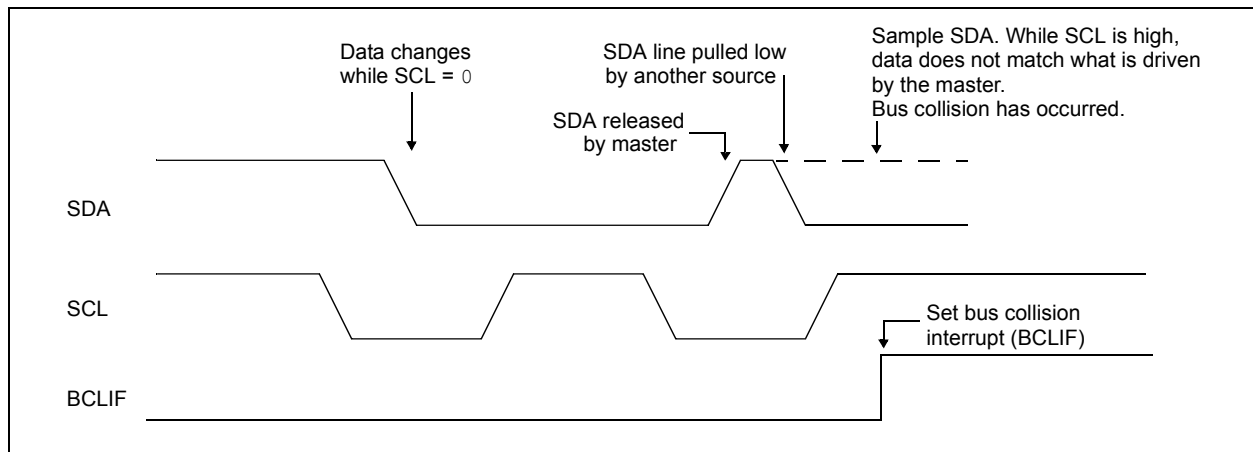 Data changes
while SCL = 0
SDA line pulled low
by another source
Sample SDA. While SCL is high,
data does not match what is driven
by the master.
Bus collision has occurred.
SDA released
by master
SDA
SCL
Set bus collision
interrupt (BCLIF)
BCLIF